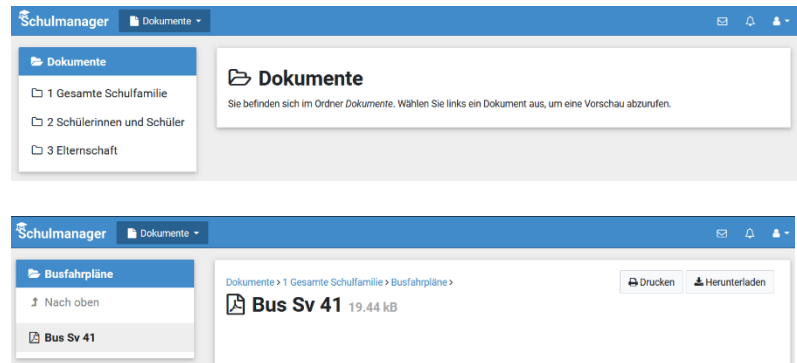 Schulmanager Dokumente
Dokumente
1 Gesamte Schulfamilie
2 Schülerinnen und Schüler
3 Elternschaft
Dokumente
Sie befinden sich im Ordner Dokumente. Wählen Sie links ein Dokument aus, um eine Vorschau abzurufen.
Schulmanager Dokumente
Busfahrpläne
Nach oben
Bus Sv 41
Dokumente > 1 Gesamte Schulfamilie > Busfahrpläne >
Bus Sv 41 19.44 kB
Drucken Herunterladen